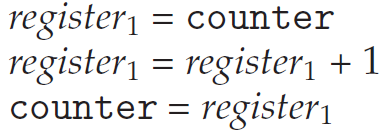 register₁ = counter
register₁ = register₁ + 1
counter = register₁